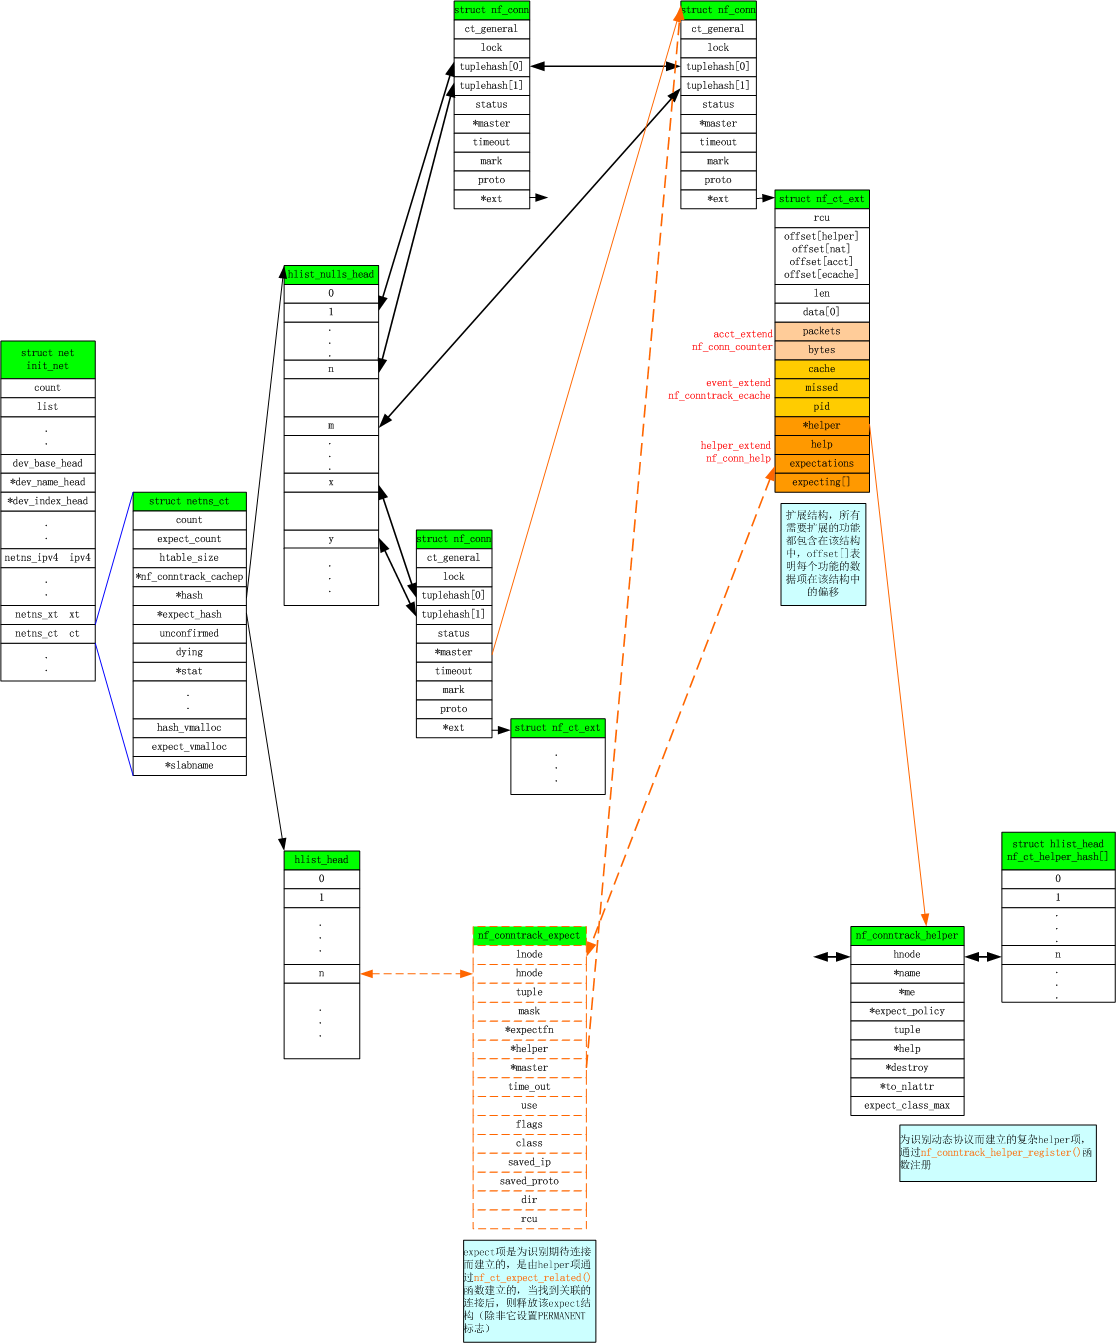 struct nf_conn
ct_general
lock
tuplehash[0]
tuplehash[1]
status
*master
timeout
mark
proto
*ext
struct nf_conn
ct_general
lock
tuplehash[0]
tuplehash[1]
status
*master
timeout
mark
proto
*ext
struct nf_ct_ext
rcu
offset[helper]
offset[nat]
offset[acct]
offset[ecache]
len
data[0]
packets
bytes
cache
missed
pid
*helper
help
expectations
expecting[]
acct_extend
nf_conn_counter
event_extend
nf_conntrack_ecache
helper_extend
nf_conn_help
扩展结构，所有
需要扩展的功能
都包含在该结构
中，offset[]表
明每个功能的数
据项在该结构中
的偏移
hlist_nulls_head
0
1
.
.
.
n
m
.
.
.
x
y
.
.
.
struct net
init_net
count
list
.
.
dev_base_head
*dev_name_head
*dev_index_head
.
.
netns_ipv4 ipv4
.
.
netns_xt xt
netns_ct ct
.
.
struct netns_ct
count
expect_count
htable_size
*nf_conntrack_cachep
*hash
*expect_hash
unconfirmed
dying
*stat
.
.
hash_vmalloc
expect_vmalloc
*slabname
struct nf_conn
ct_general
lock
tuplehash[0]
tuplehash[1]
status
*master
timeout
mark
proto
*ext
struct nf_ct_ext
.
.
.
hlist_head
0
1
.
.
.
n
.
.
.
nf_conntrack_expect
lnode
hnode
tuple
mask
*expectfn
*helper
*master
time_out
use
flags
class
saved_ip
saved_proto
dir
rcu
expect项是为识别期待连接
而建立的，是由helper项通
过nf_ct_expect_related()
函数建立的，当找到关联的
连接后，则释放该expect结
构（除非它设置PERMANENT
标志）
nf_conntrack_helper
hnode
*name
*me
*expect_policy
tuple
*help
*destroy
*to_nlattr
expect_class_max
struct hlist_head
nf_ct_helper_hash[]
0
1
.
.
.
n
.
.
.
为识别动态协议而建立的复杂helper项，
通过nf_conntrack_helper_register()函
数注册